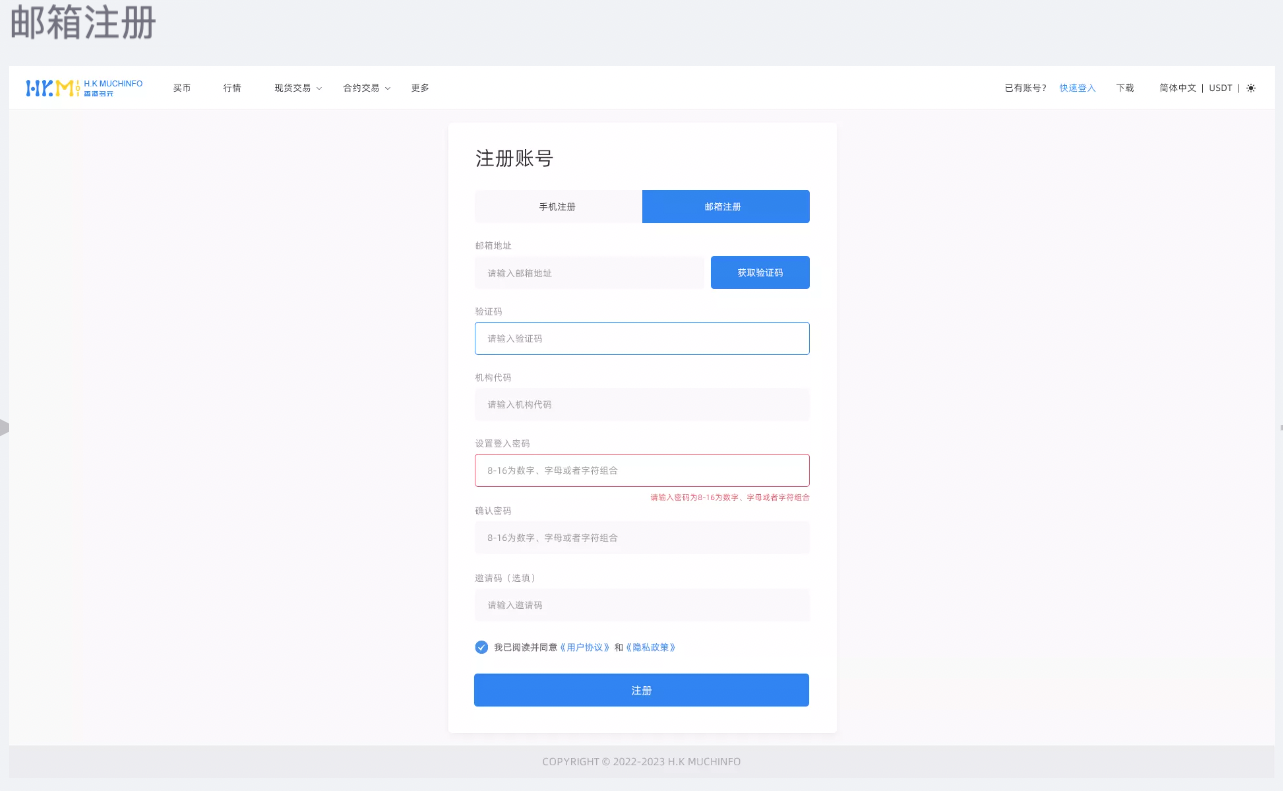 邮箱注册
H.K MUCHINFO
买币 行情 现货交易 合约交易 更多 已有账号? 快速登入 下载 简体中文 | USDT |
注册账号
手机注册 邮箱注册
邮箱地址
请输入邮箱地址 获取验证码
验证码
请输入验证码
机构代码
请输入机构代码
设置登入密码
8-16为数字、字母或者字符组合
请输入密码为8-16为数字、字母或者字符组合
确认密码
8-16为数字、字母或者字符组合
邀请码（选填）
请输入邀请码
我已阅读并同意《用户协议》和《隐私政策》
注册
COPYRIGHT © 2022-2023 H.K MUCHINFO